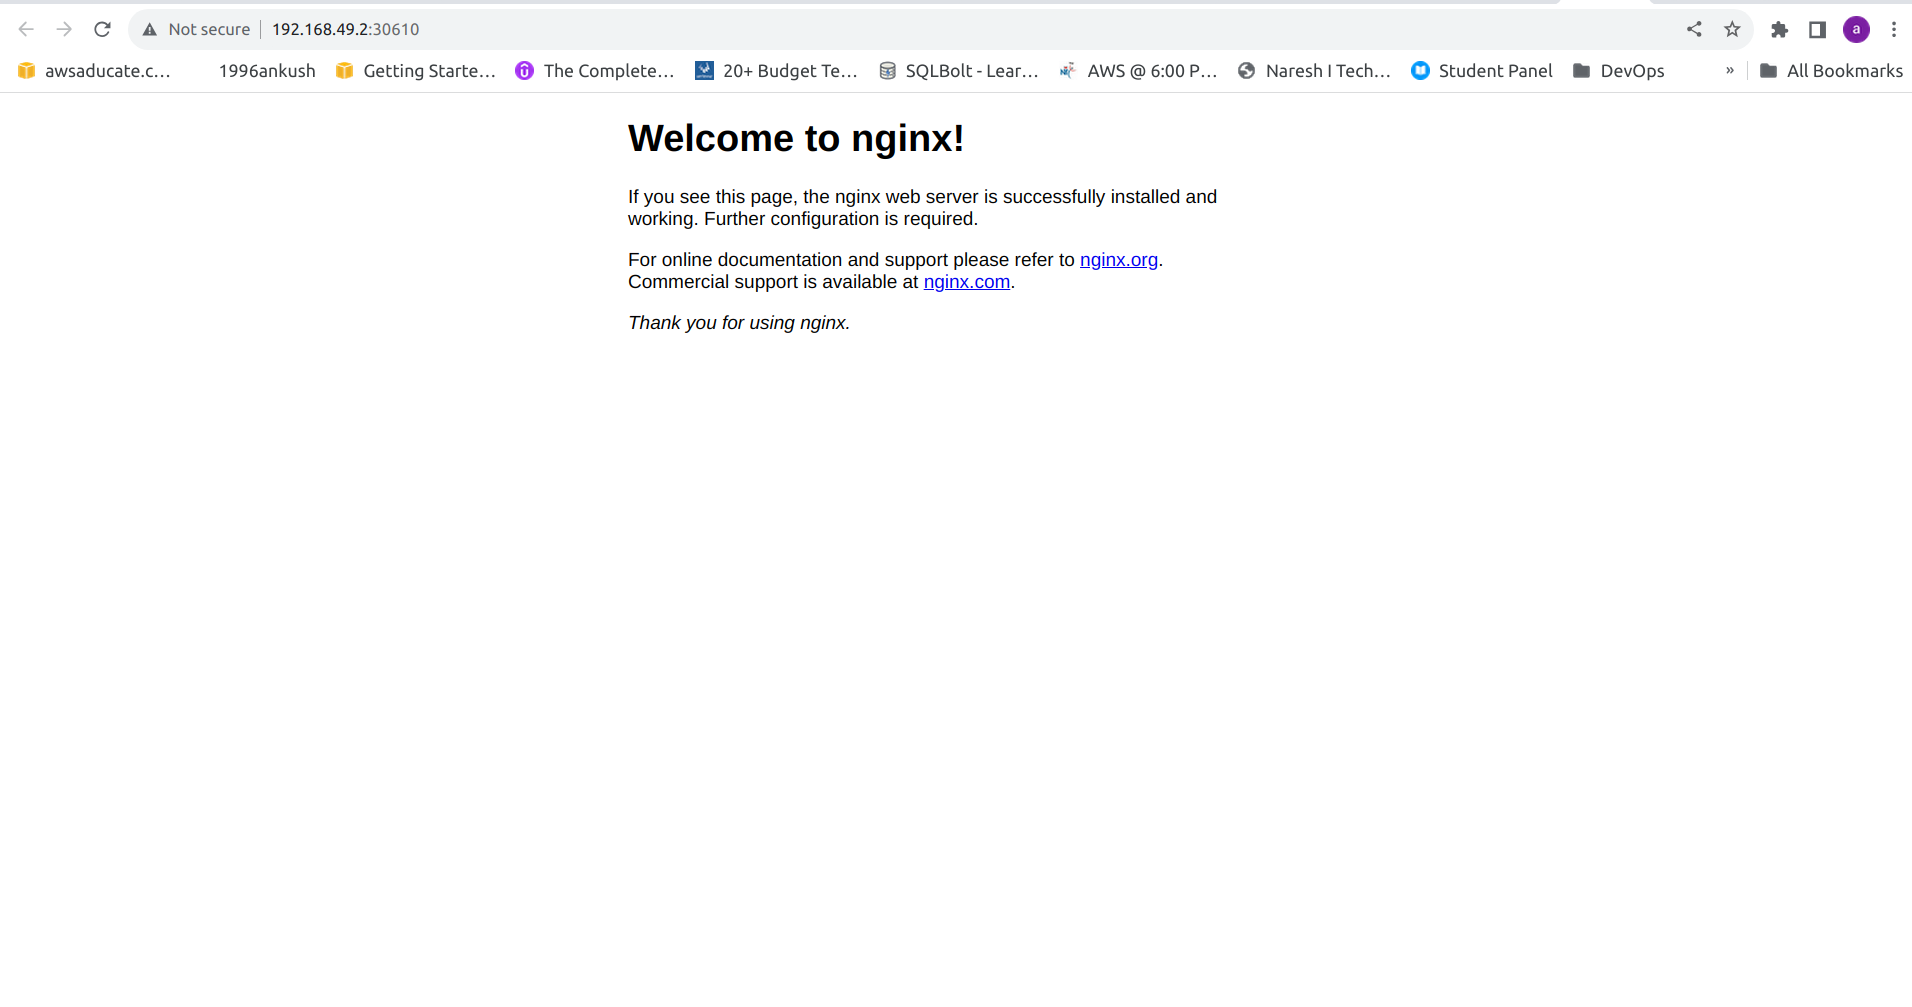 Not secure 192.168.49.2:30610 a
awsaducate.c... 1996ankush Getting Starte... The Complete... 20+ Budget Te... SQLBolt - Lear... AWS @ 6:00 P... Naresh I Tech... Student Panel DevOps » All Bookmarks
Welcome to nginx!
If you see this page, the nginx web server is successfully installed and
working. Further configuration is required.
For online documentation and support please refer to nginx.org.
Commercial support is available at nginx.com.
Thank you for using nginx.